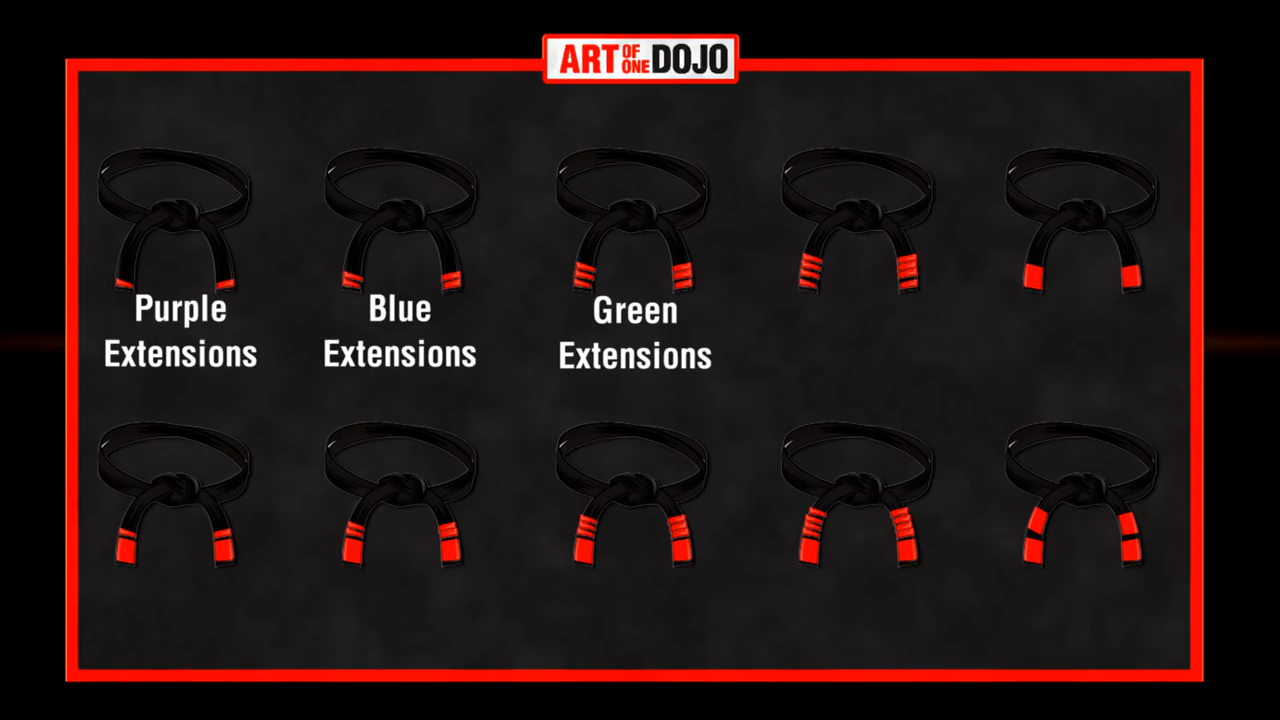 ART OF ONE DOJO
Purple
Extensions
Blue
Extensions
Green
Extensions